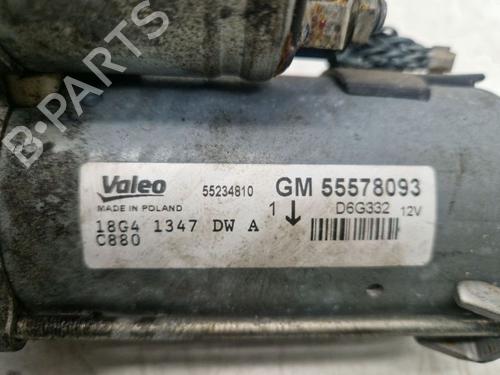 B-PARTS
Valeo 55234810 GM 55578093
MADE IN POLAND 1 D6G332 12V
18G4 1347 DW A
C880